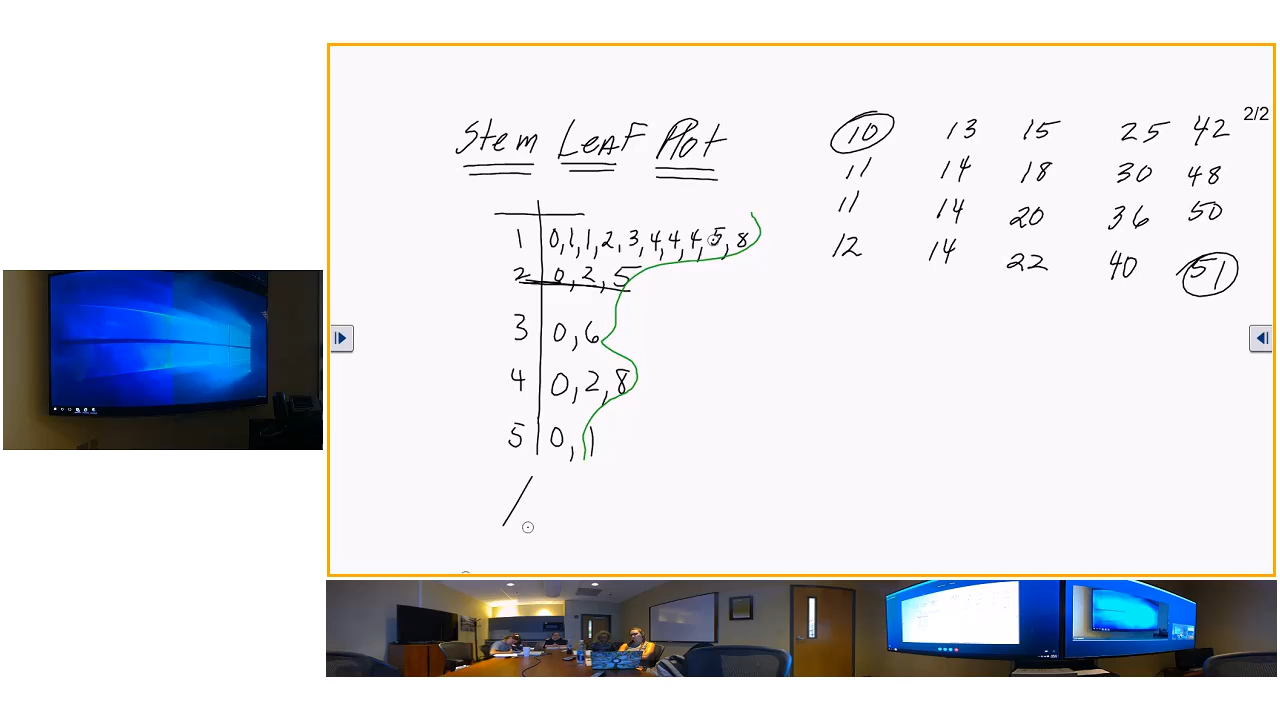 2/2
Stem Leaf Plot
1 0,1,1,2,3,4,4,4,5,8
2 0,2,5
3 0,6
4 0,2,8
5 0,1
10 13 15 25 42
11 14 18 30 48
11 14 20 36 50
12 14 22 40 51